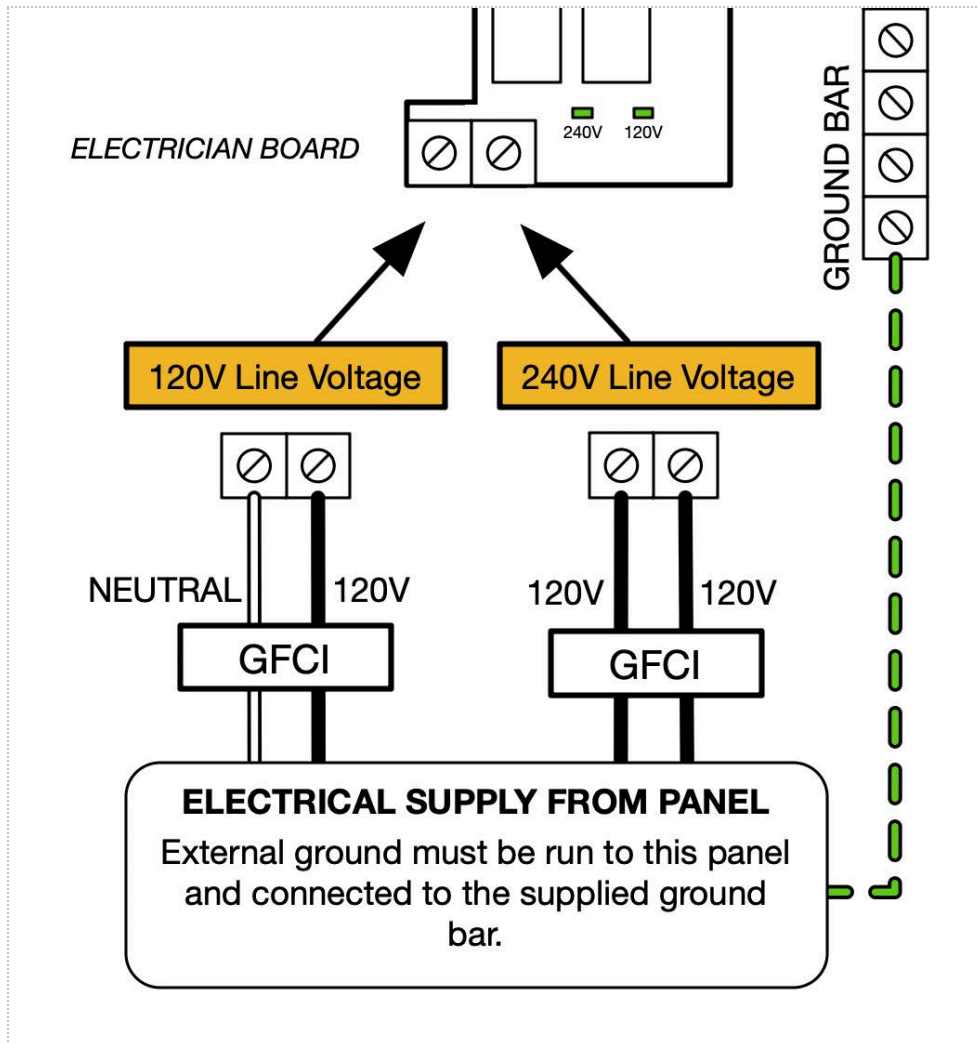 240V 120V
ELECTRICIAN BOARD
GROUND BAR
120V Line Voltage
240V Line Voltage
NEUTRAL
120V
120V
120V
GFCI
GFCI
ELECTRICAL SUPPLY FROM PANEL
External ground must be run to this panel
and connected to the supplied ground
bar.